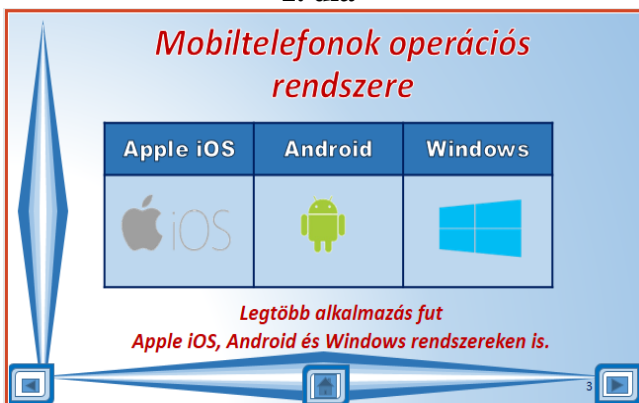 Mobiltelefonok operációs
rendszere
Apple iOS Android Windows
iOS
Legtöbb alkalmazás fut
Apple iOS, Android és Windows rendszereken is.
3